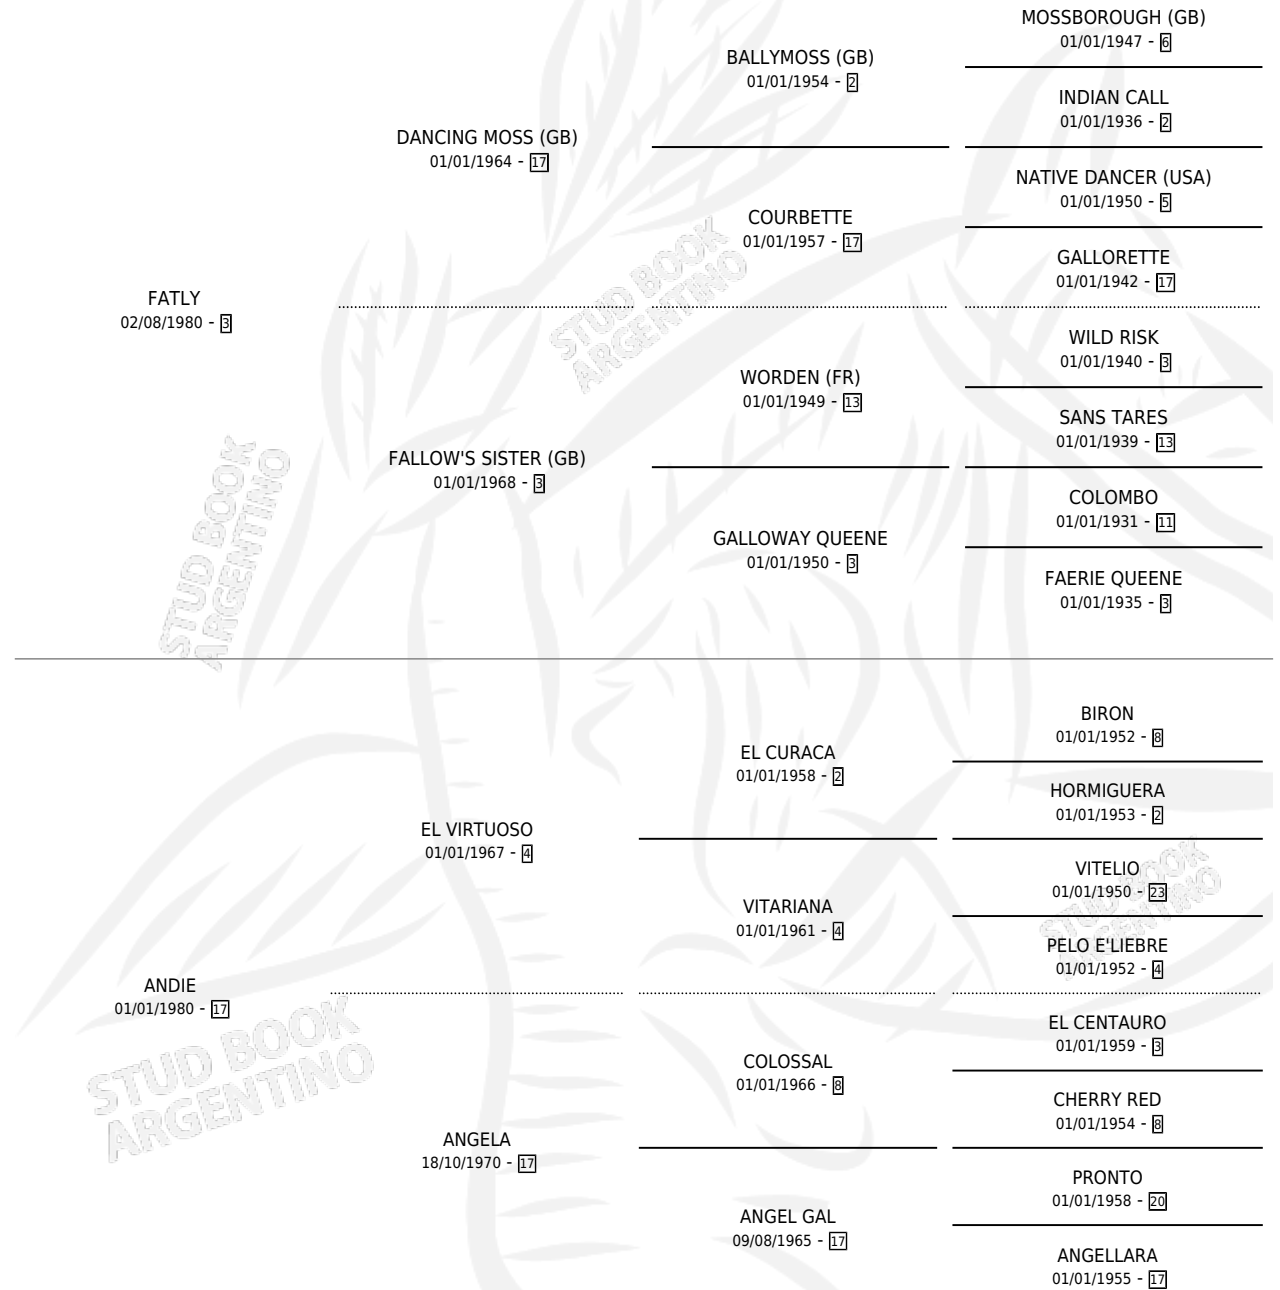 MOSSBOROUGH (GB)
01/01/1947 - 6
BALLYMOSS (GB)
01/01/1954 - 2
INDIAN CALL
01/01/1936 - 2
DANCING MOSS (GB)
01/01/1964 - 17
NATIVE DANCER (USA)
01/01/1950 - 5
COURBETTE
01/01/1957 - 17
GALLORETTE
01/01/1942 - 17
FATLY
02/08/1980 - 3
WILD RISK
01/01/1940 - 3
WORDEN (FR)
01/01/1949 - 13
SANS TARES
01/01/1939 - 13
FALLOW'S SISTER (GB)
01/01/1968 - 3
COLOMBO
01/01/1931 - 11
GALLOWAY QUEENE
01/01/1950 - 3
FAERIE QUEENE
01/01/1935 - 3
STUD BOOK
ARGENTINO
STUD BOOK
ARGENTINO
BIRON
01/01/1952 - 8
EL CURACA
01/01/1958 - 2
HORMIGUERA
01/01/1953 - 2
EL VIRTUOSO
01/01/1967 - 4
VITELIO
01/01/1950 - 23
VITARIANA
01/01/1961 - 4
PELO E'LIEBRE
01/01/1952 - 4
ANDIE
01/01/1980 - 17
EL CENTAURO
01/01/1959 - 3
COLOSSAL
01/01/1966 - 8
CHERRY RED
01/01/1954 - 8
ANGELA
18/10/1970 - 17
PRONTO
01/01/1958 - 20
ANGEL GAL
09/08/1965 - 17
ANGELLARA
01/01/1955 - 17
STUD BOOK
ARGENTINO
STUD BOOK
ARGENTINO